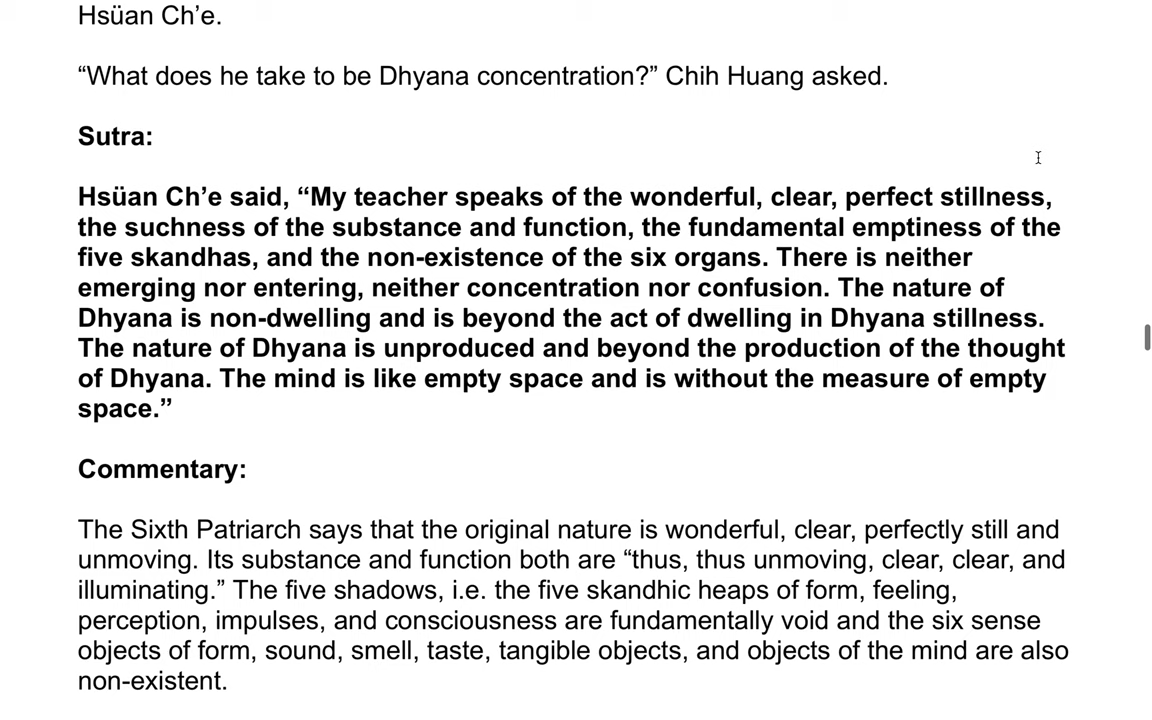 Hsüan Ch’e.
“What does he take to be Dhyana concentration?” Chih Huang asked.
Sutra:
Hsüan Ch’e said, “My teacher speaks of the wonderful, clear, perfect stillness,
the suchness of the substance and function, the fundamental emptiness of the
five skandhas, and the non-existence of the six organs. There is neither
emerging nor entering, neither concentration nor confusion. The nature of
Dhyana is non-dwelling and is beyond the act of dwelling in Dhyana stillness.
The nature of Dhyana is unproduced and beyond the production of the thought
of Dhyana. The mind is like empty space and is without the measure of empty
space.”
Commentary:
The Sixth Patriarch says that the original nature is wonderful, clear, perfectly still and
unmoving. Its substance and function both are “thus, thus unmoving, clear, clear, and
illuminating.” The five shadows, i.e. the five skandhic heaps of form, feeling,
perception, impulses, and consciousness are fundamentally void and the six sense
objects of form, sound, smell, taste, tangible objects, and objects of the mind are also
non-existent.